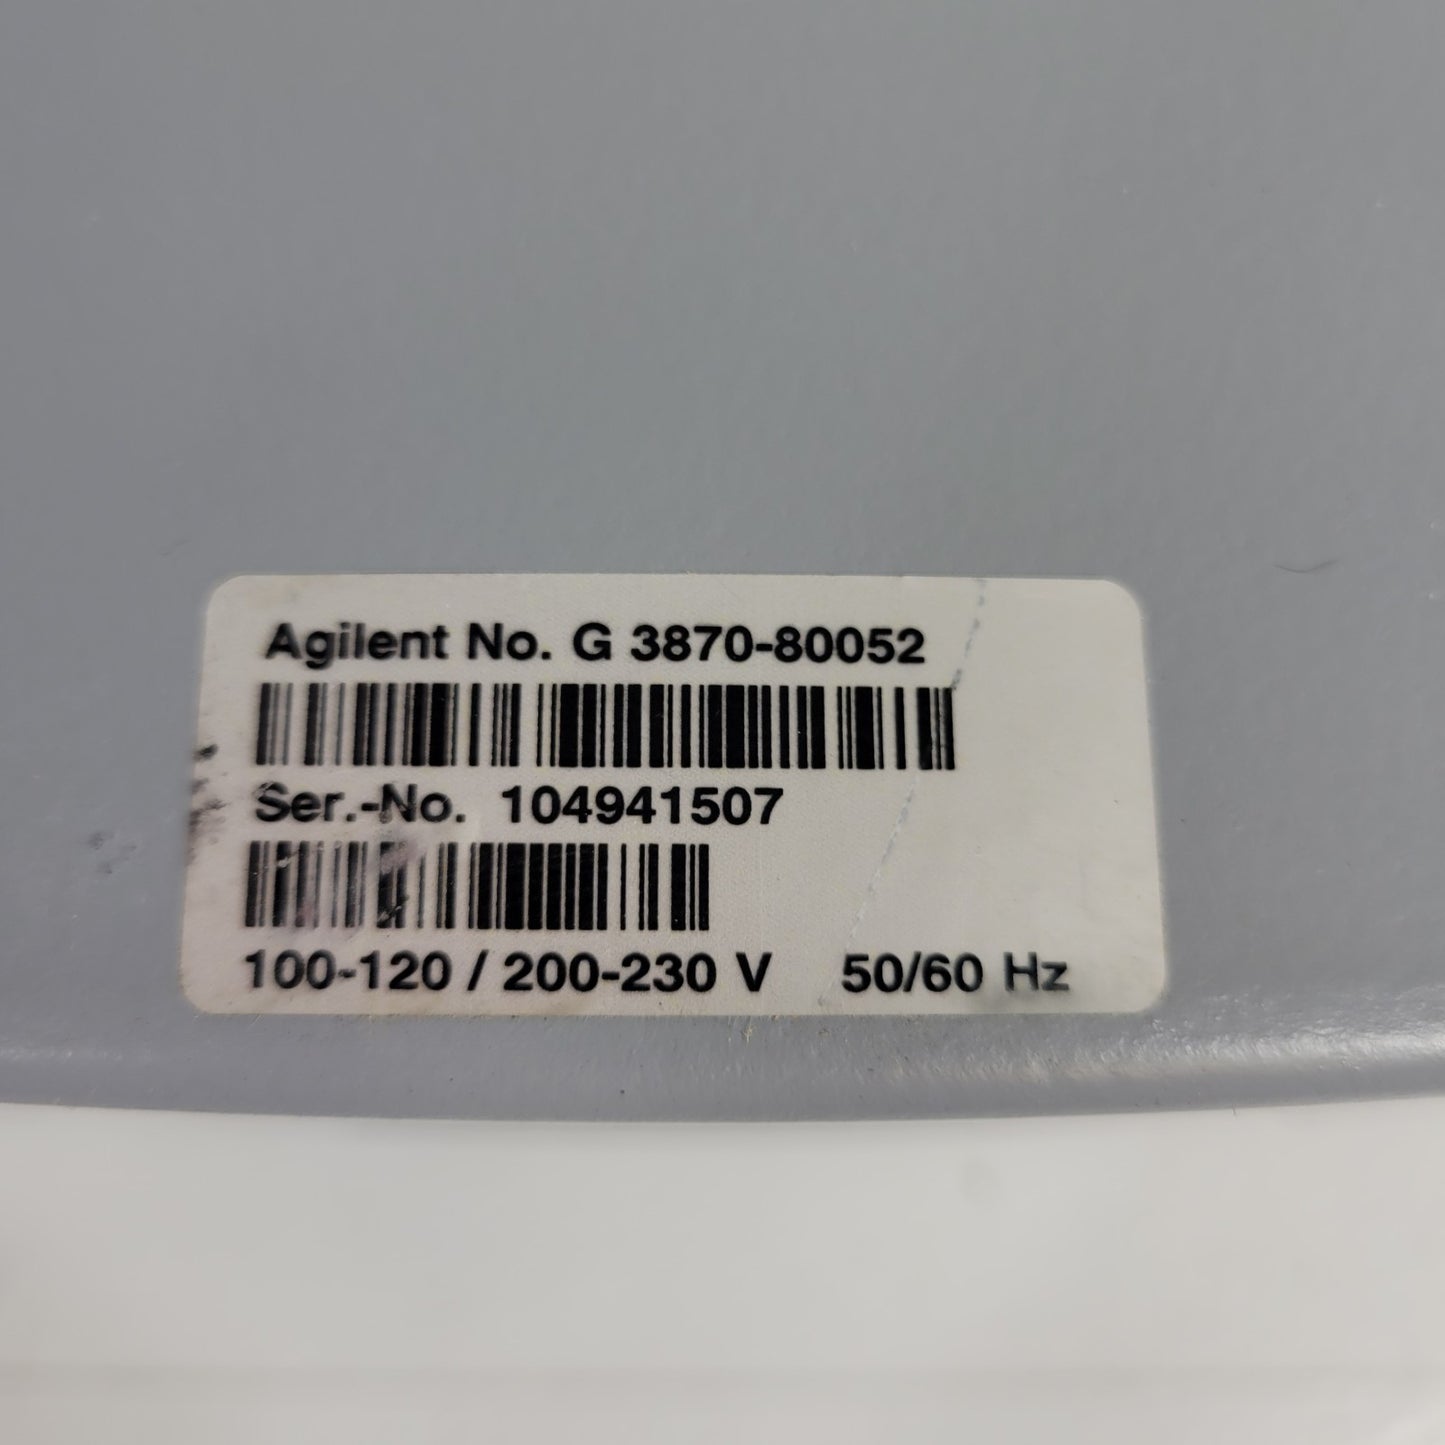 Agilent No. G 3870-80052
Ser.-No. 104941507
100-120 / 200-230 V 50/60 Hz